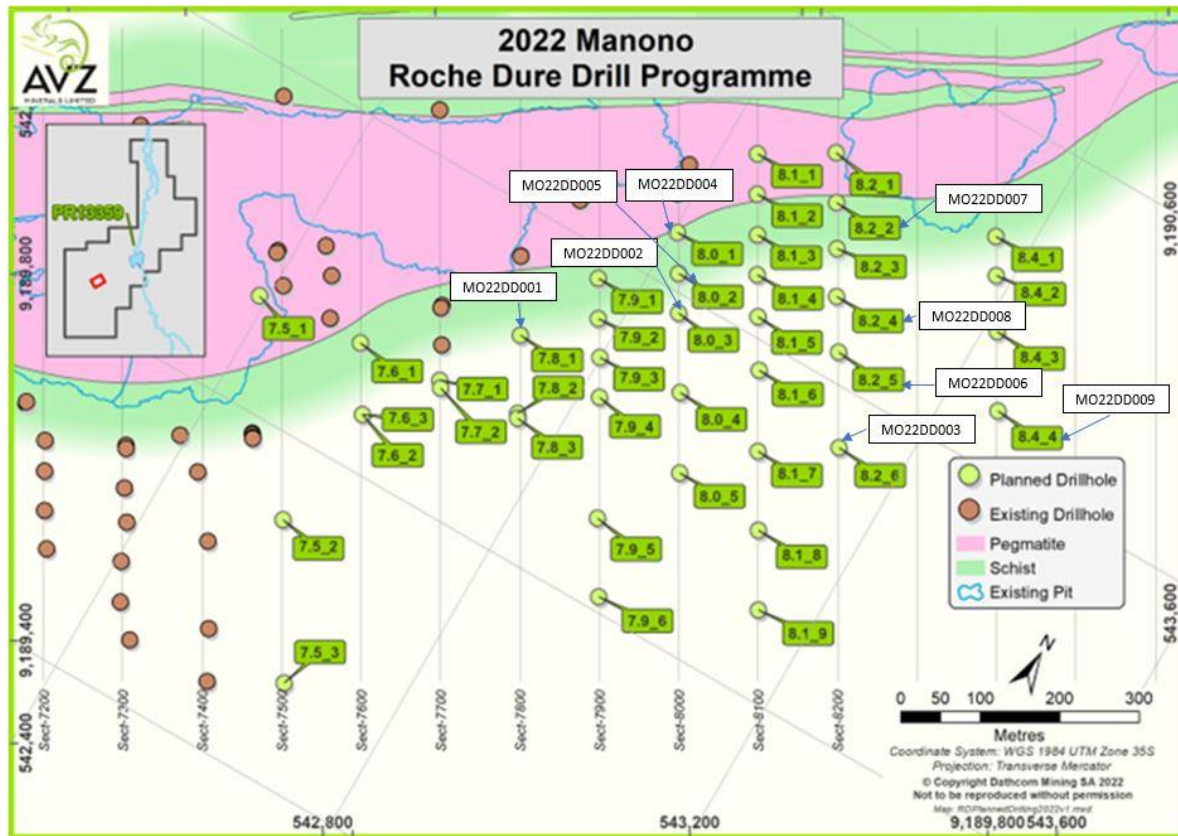 2022 Manono
Roche Dure Drill Programme
AVZ
MINERALS LIMITED
PR13359
542,
9,189,800
9,189,400
542,400
9,190,600
543,600
MO22DD005
MO22DD004
MO22DD002
MO22DD001
MO22DD007
MO22DD008
MO22DD006
MO22DD009
MO22DD003
8.1_1
8.2_1
8.1_2
8.2_2
8.0_1
8.1_3
8.2_3
8.4_1
7.9_1
8.0_2
8.1_4
8.4_2
7.5_1
7.9_2
8.0_3
8.2_4
7.6_1
7.8_1
8.1_5
8.4_3
7.7_1
7.8_2
7.9_3
8.2_5
7.6_3
7.9_4
8.0_4
8.1_6
7.7_2
7.8_3
8.4_4
7.6_2
8.1_7
8.2_6
8.0_5
7.5_2
7.9_5
8.1_8
7.9_6
8.1_9
7.5_3
Planned Drillhole
Existing Drillhole
Pegmatite
Schist
Existing Pit
Sect-7200
Sect-7300
Sect-7400
Sect-7500
Sect-7600
Sect-7700
Sect-7800
Sect-7900
Sect-8000
Sect-8100
Sect-8200
N
0 50 100 200 300
Metres
Coordinate System: WGS 1984 UTM Zone 35S
Projection: Transverse Mercator
© Copyright Dathcom Mining SA 2022
Not to be reproduced without permission
Map: RDPlannedDrilling2022v1.mxd
542,800
543,200
9,189,800
543,600